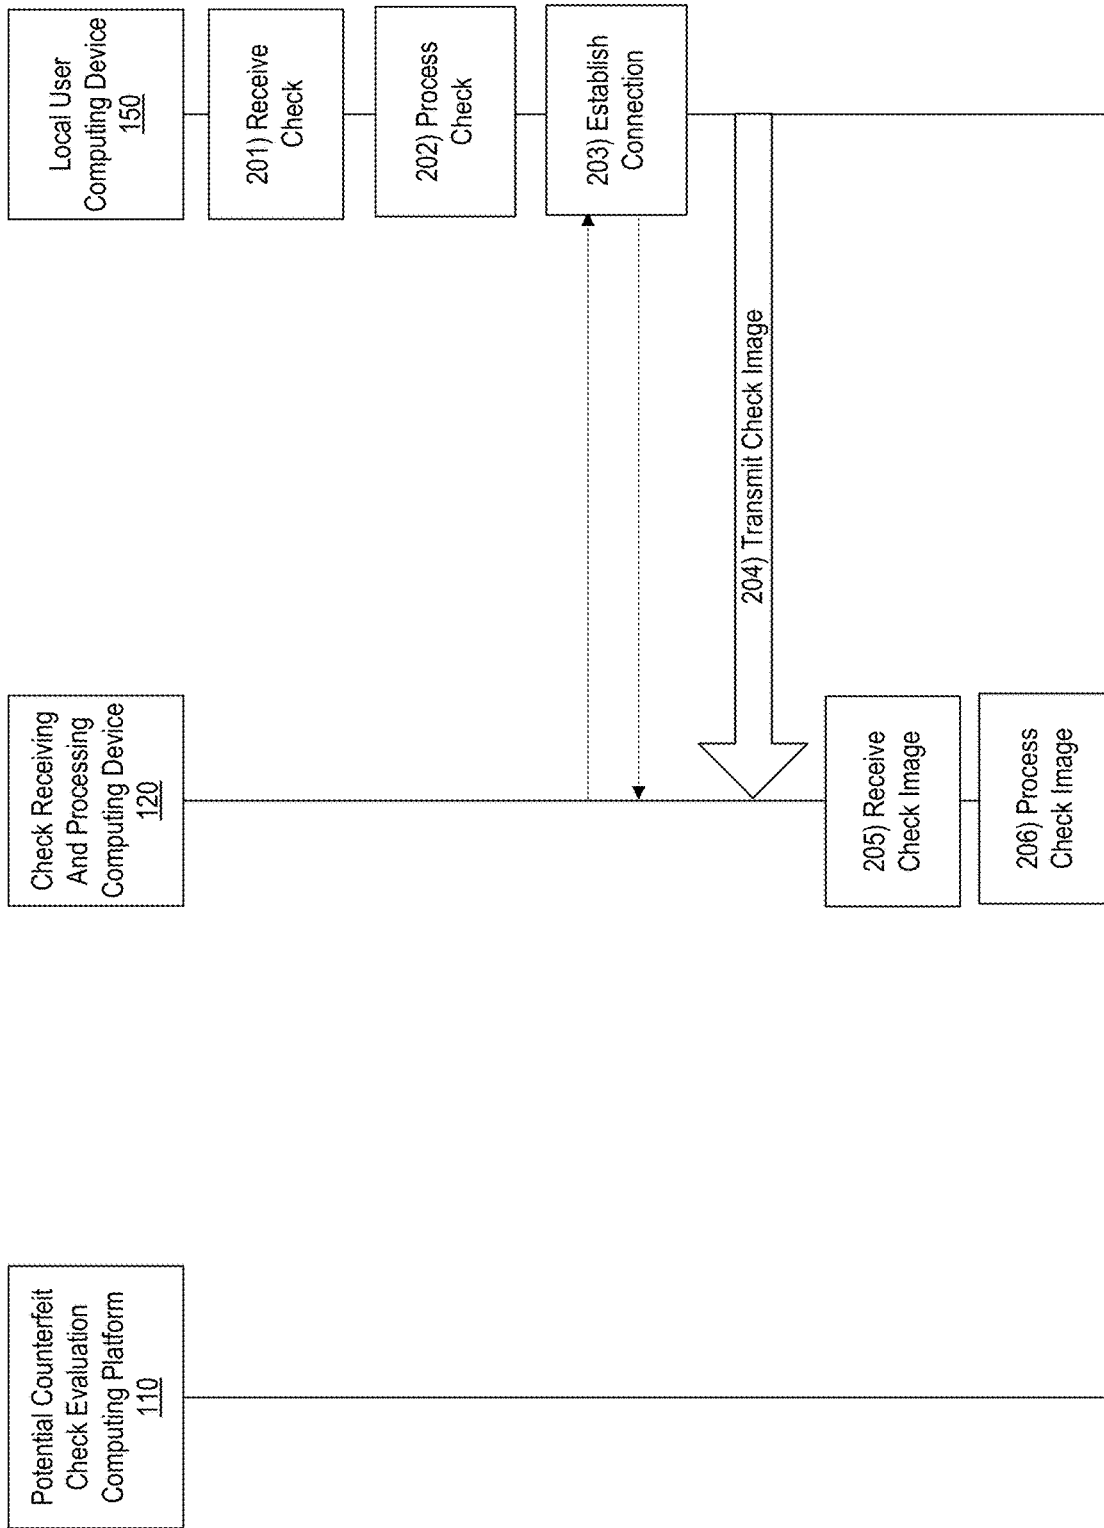 Potential Counterfeit
Check Evaluation
Computing Platform
110
Check Receiving
And Processing
Computing Device
120
Local User
Computing Device
150
201) Receive
Check
202) Process
Check
203) Establish
Connection
204) Transmit Check Image
205) Receive
Check Image
206) Process
Check Image